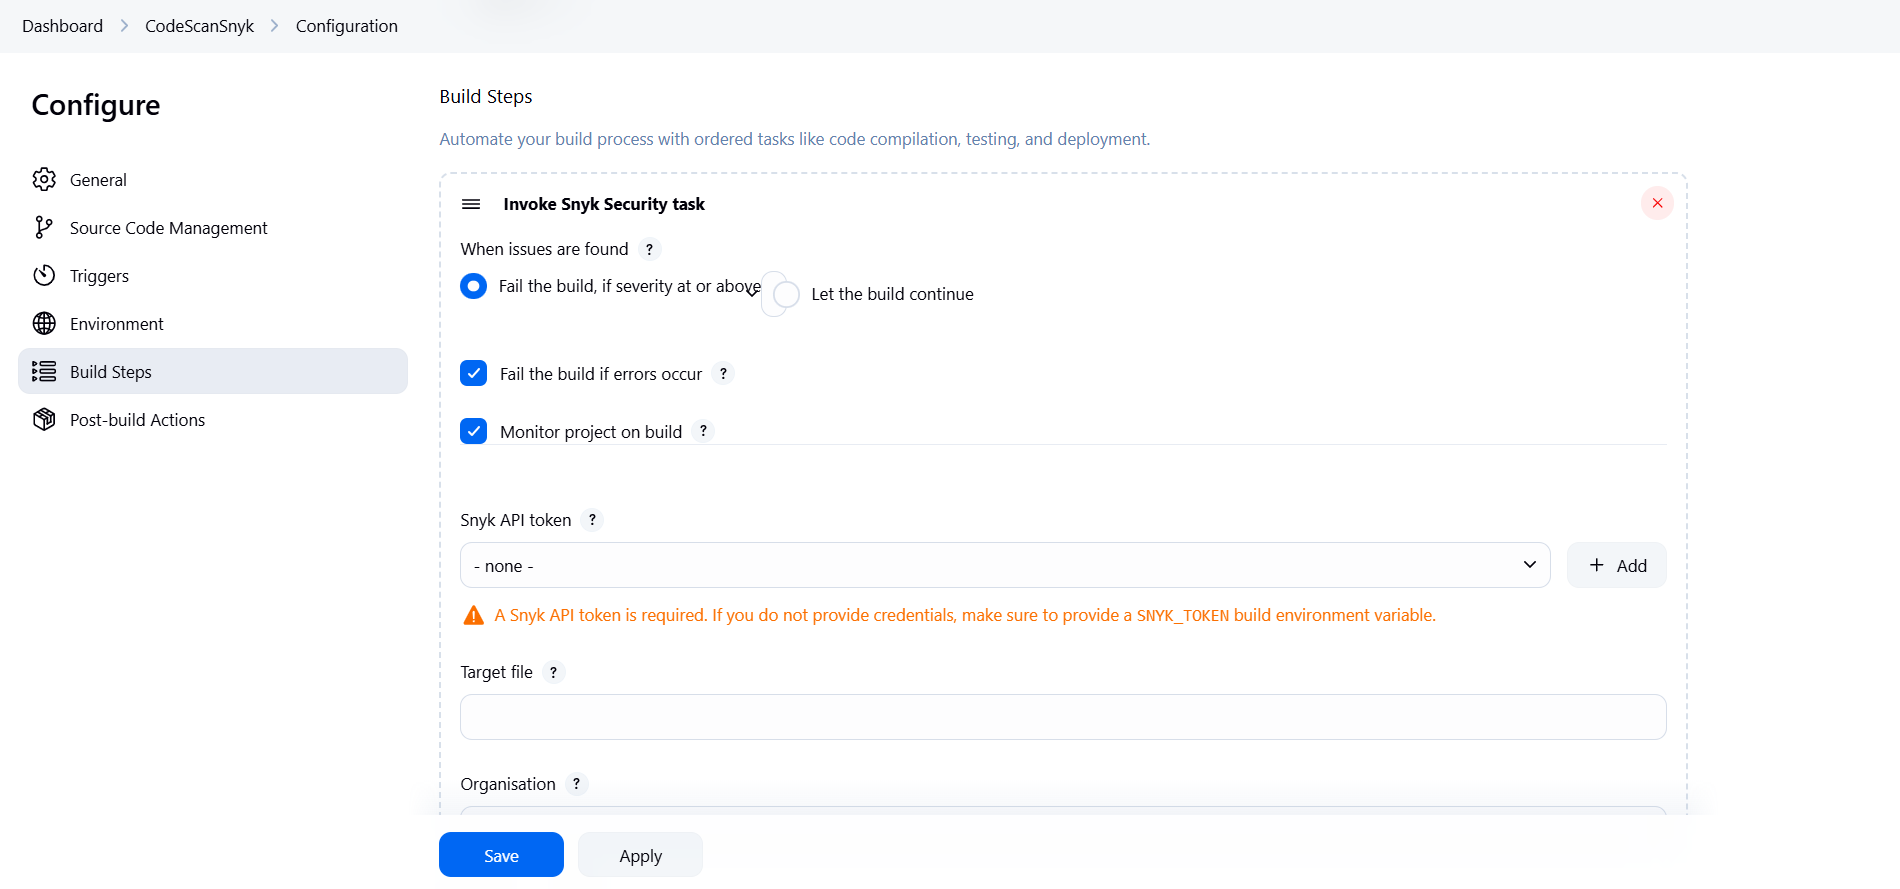 Dashboard > CodeScanSnyk > Configuration
Configure
General
Source Code Management
Triggers
Environment
Build Steps
Post-build Actions
Build Steps
Automate your build process with ordered tasks like code compilation, testing, and deployment.
Invoke Snyk Security task
When issues are found ?
Fail the build, if severity at or above
Let the build continue
Fail the build if errors occur ?
Monitor project on build ?
Snyk API token ?
- none -
+ Add
A Snyk API token is required. If you do not provide credentials, make sure to provide a SNYK_TOKEN build environment variable.
Target file ?
Organisation ?
Save
Apply